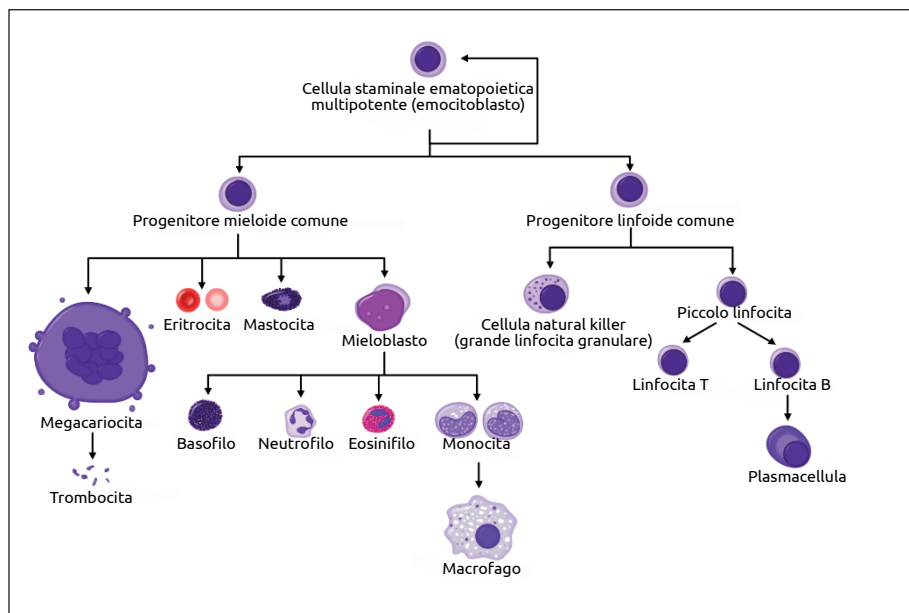 Cellula staminale ematopoietica
multipotente (emocitoblasto)
Progenitore mieloide comune
Progenitore linfoide comune
Eritrocita
Mastocita
Mieloblasto
Cellula natural killer
(grande linfocita granulare)
Piccolo linfocita
Linfocita T
Linfocita B
Megacariocita
Basofilo
Neutrofilo
Eosinifilo
Monocita
Plasmacellula
Trombocita
Macrofago